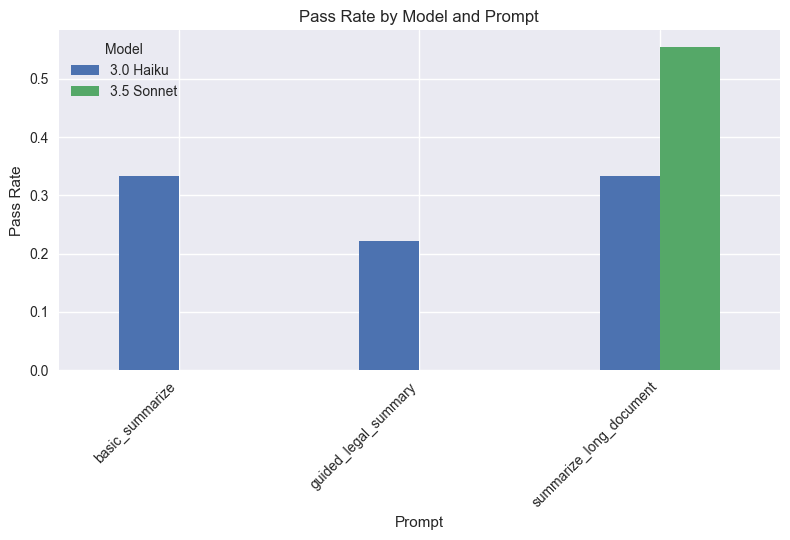 Pass Rate by Model and Prompt
Model
3.0 Haiku
3.5 Sonnet
Pass Rate
0.5
0.4
0.3
0.2
0.1
0.0
basic_summarize
guided_legal_summary
summarize_long_document
Prompt